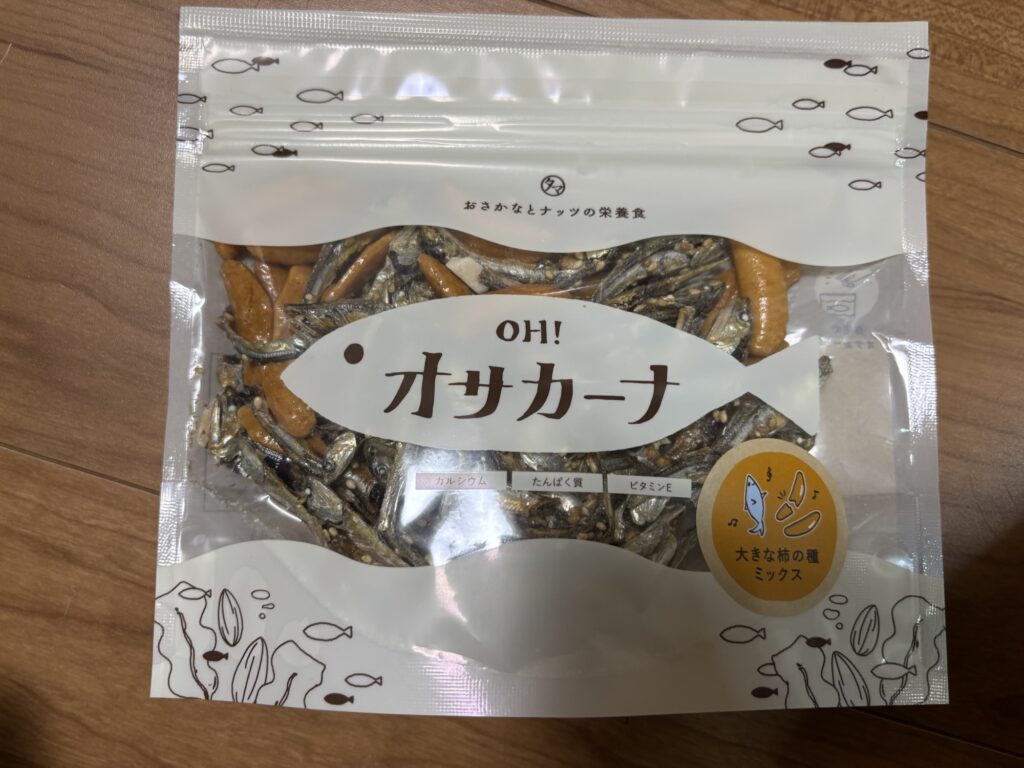 タマ
おさかなとナッツの栄養食
OH!
オサカーナ
カルシウム
たんぱく質
ビタミンE
大きな柿の種
ミックス